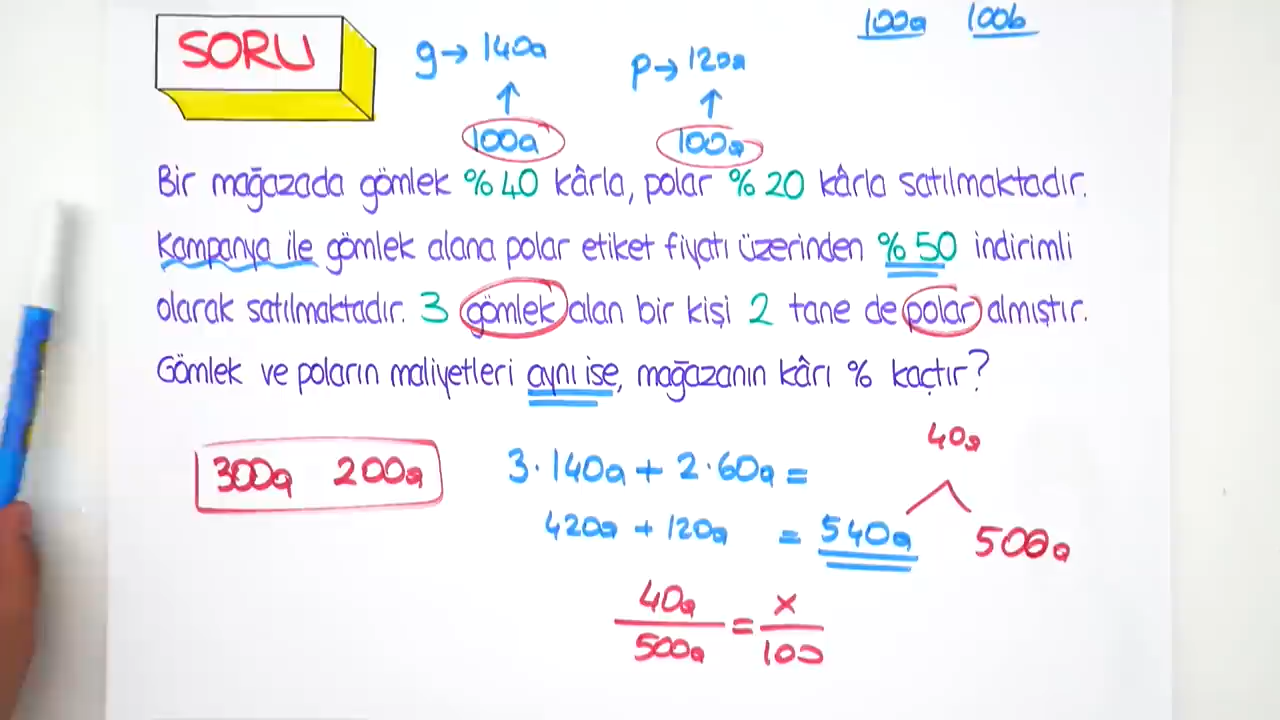 100a 100b
SORU
g→140a p→120a
↑ ↑
100a 100a
Bir mağazada gömlek %40 kârla, polar %20 kârla satılmaktadır.
Kampanya ile gömlek alana polar etiket fiyatı üzerinden %50 indirimli
olarak satılmaktadır. 3 gömlek alan bir kişi 2 tane de polar almıştır.
Gömlek ve poların maliyetleri aynı ise, mağazanın kârı % kaçtır?
40a
300a 200a
3·140a + 2·60a =
420a + 120a = 540a
500a
40a/500a = x/100